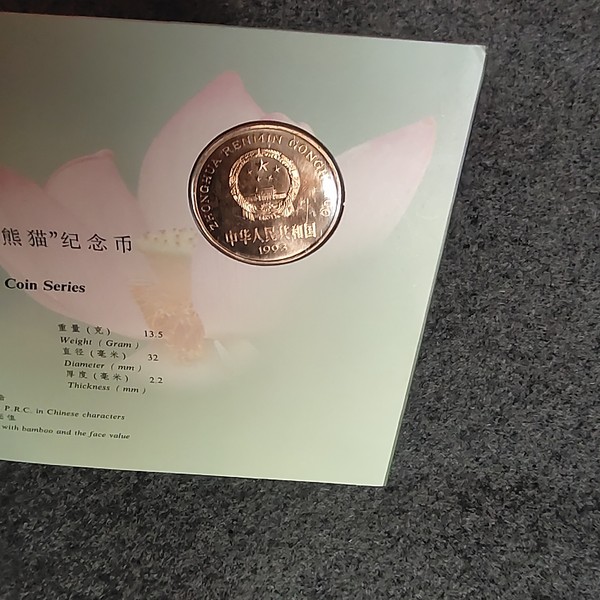 ZHONGHUA RENMIN GONGHEGUO
中华人民共和国
1993
熊猫”纪念币
Coin Series
重量(克) 13.5
Weight (Gram)
直径(毫米) 32
Diameter (mm)
厚度(毫米) 2.2
Thickness (mm)
P.R.C. in Chinese characters
值
with bamboo and the face value